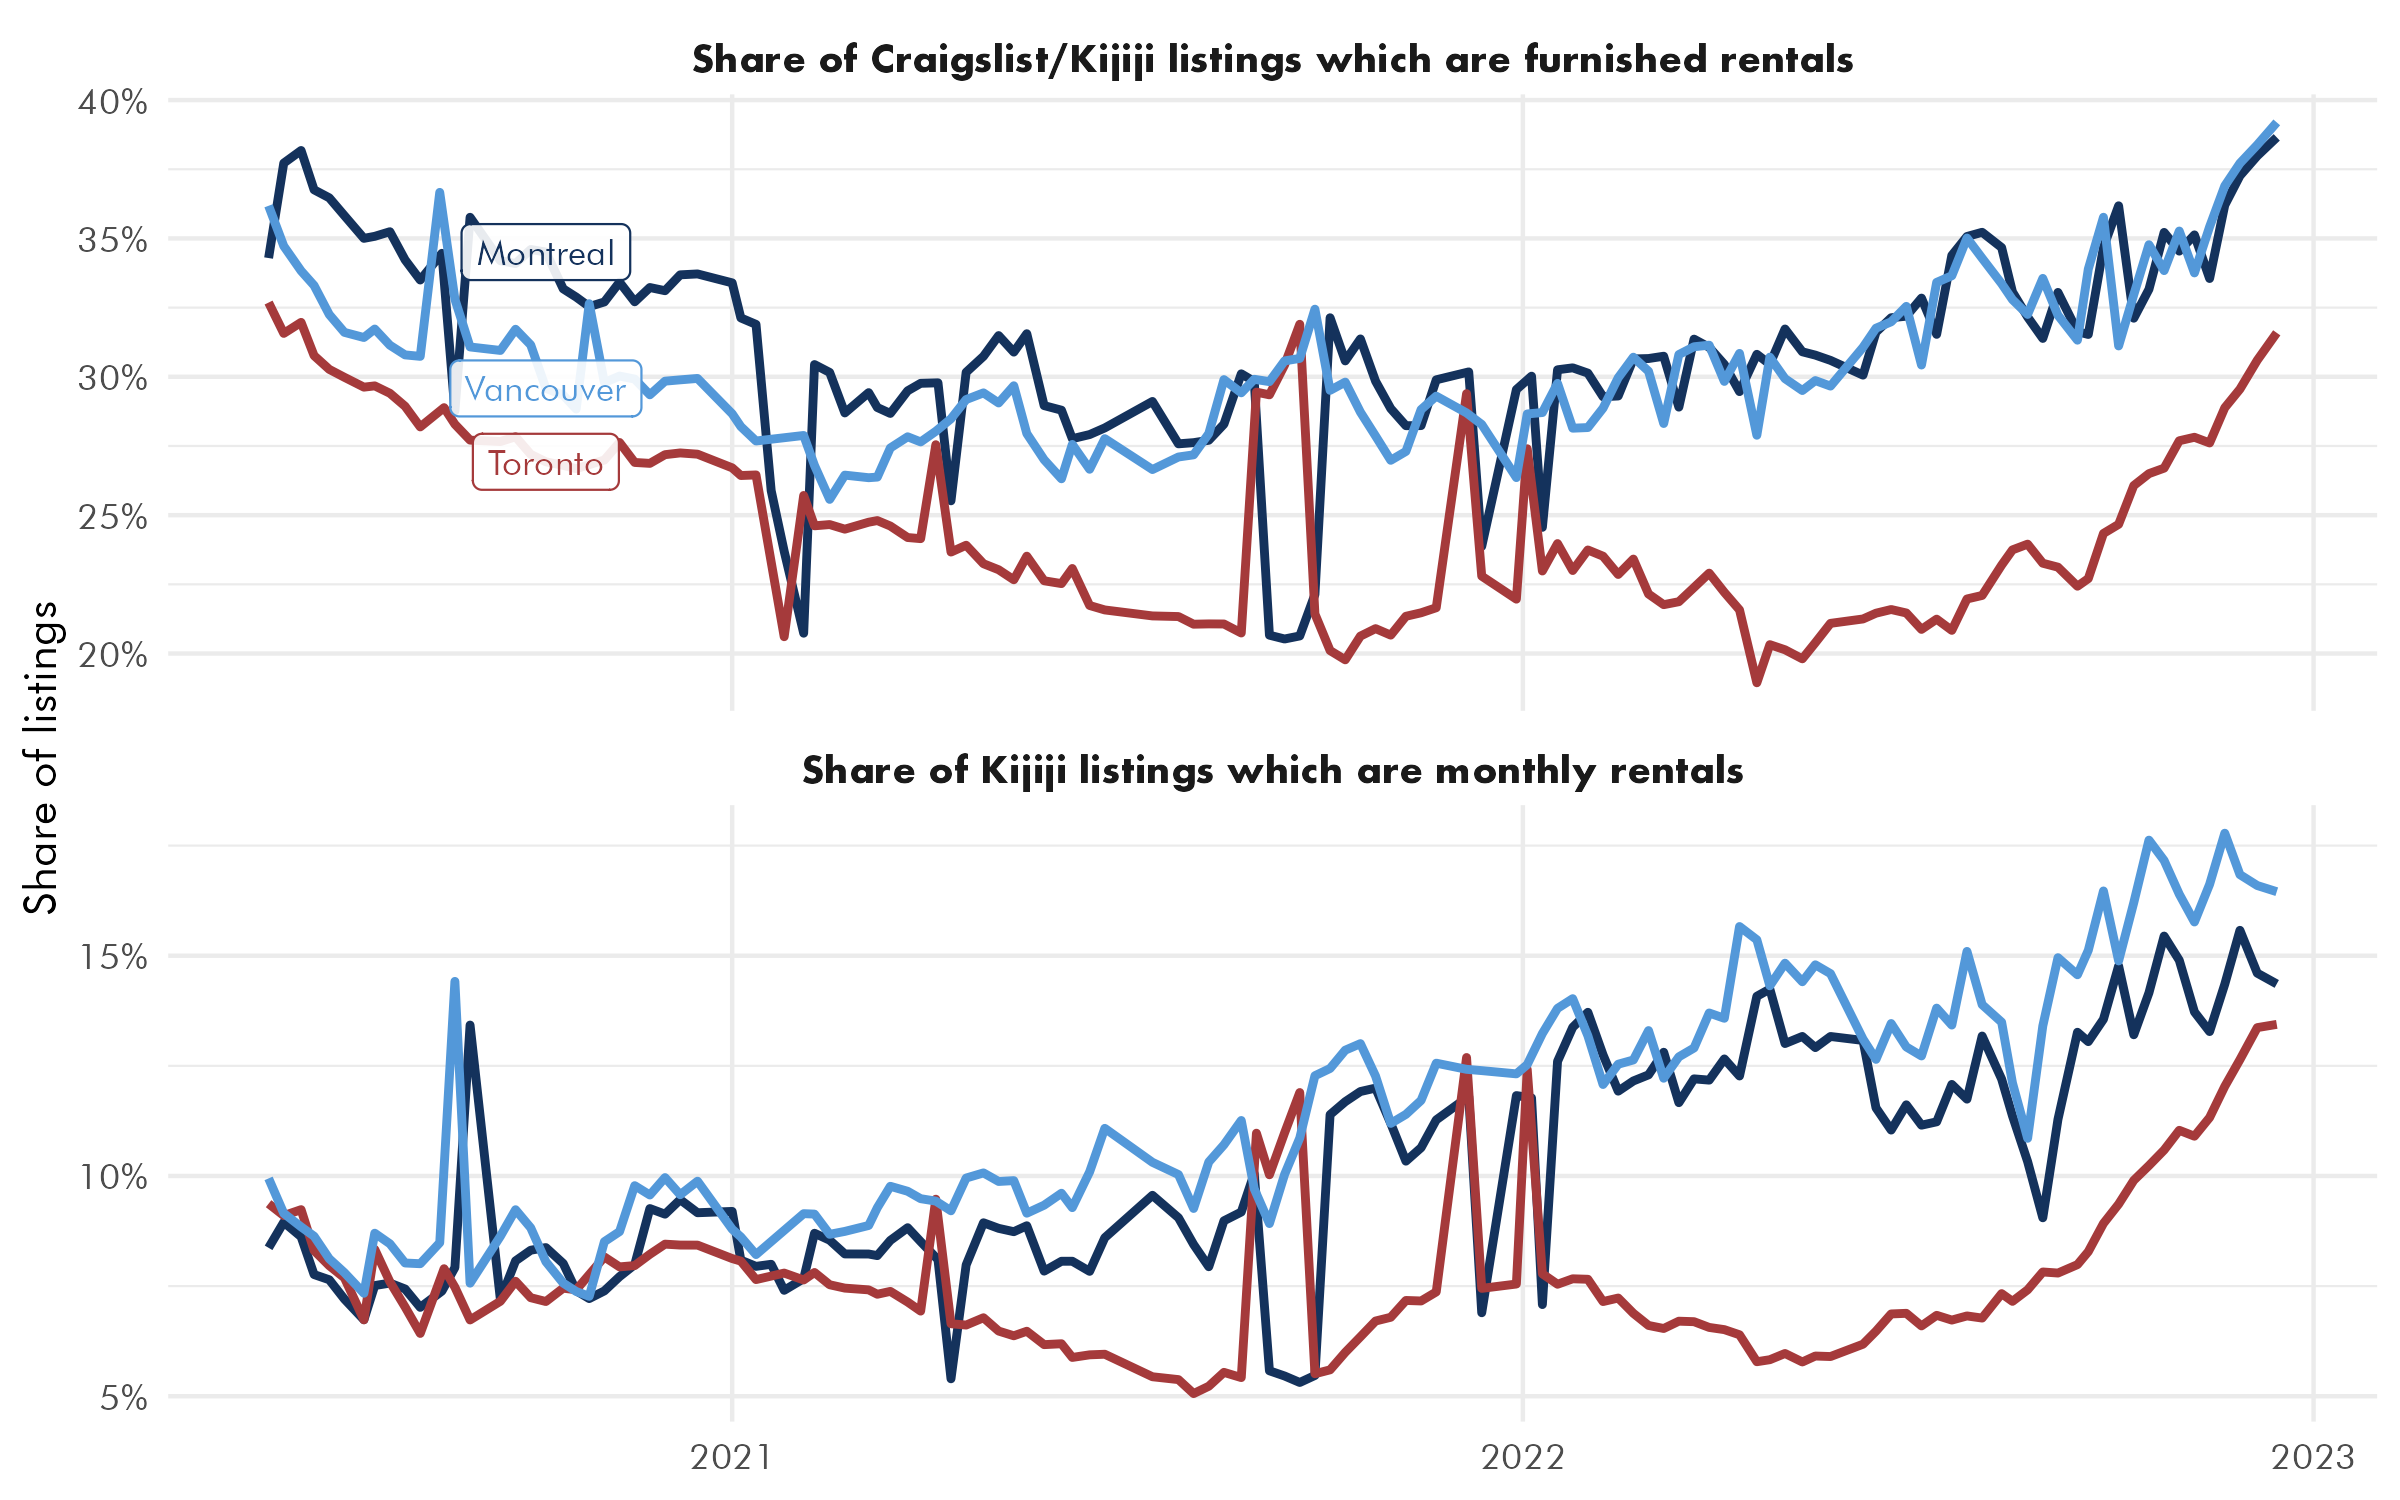 Share of Craigslist/Kijiji listings which are furnished rentals
40%
35%
30%
25%
20%
Montreal
Vancouver
Toronto
Share of listings
Share of Kijiji listings which are monthly rentals
15%
10%
5%
2021
2022
2023